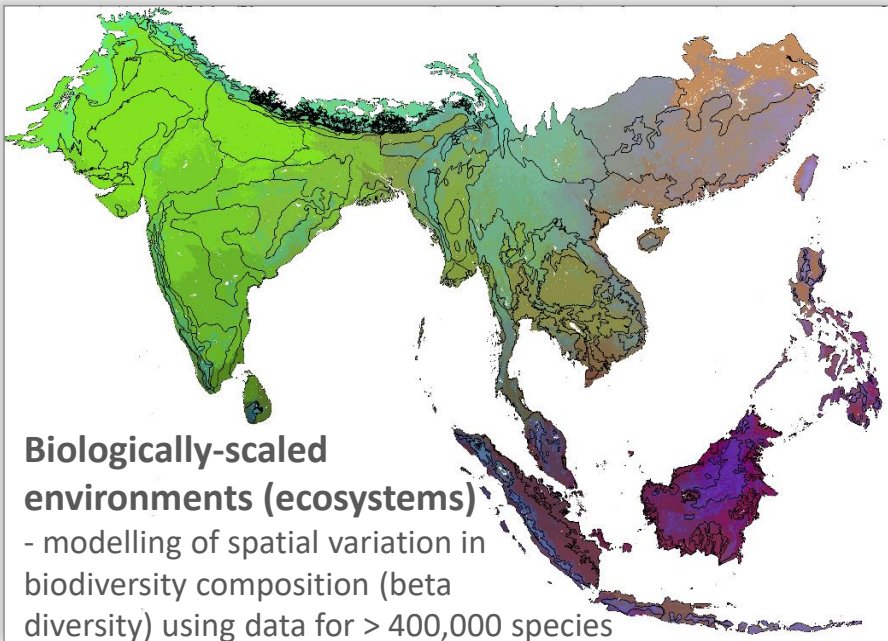 Biologically-scaled
environments (ecosystems)
- modelling of spatial variation in
biodiversity composition (beta
diversity) using data for > 400,000 species